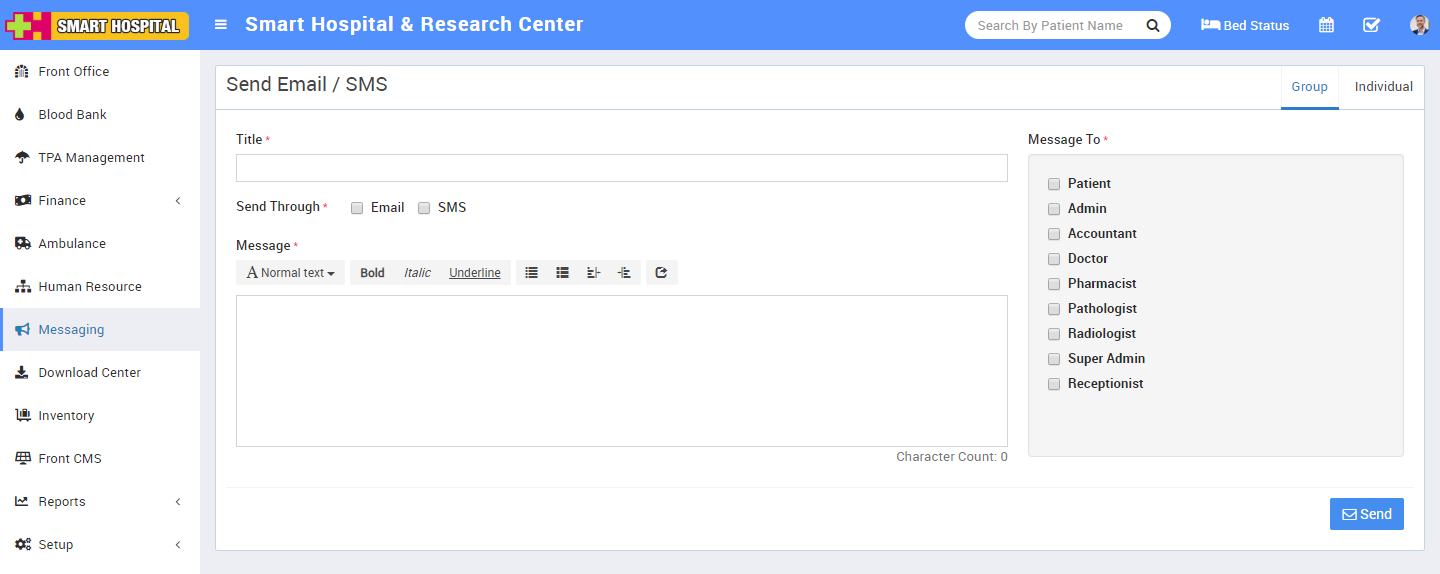 SMART HOSPITAL
Smart Hospital & Research Center
Search By Patient Name
Bed Status
Front Office
Blood Bank
TPA Management
Finance
Ambulance
Human Resource
Messaging
Download Center
Inventory
Front CMS
Reports
Setup
Send Email / SMS
Group Individual
Title *
Send Through * Email SMS
Message *
A Normal text Bold Italic Underline
Character Count: 0
Message To *
Patient
Admin
Accountant
Doctor
Pharmacist
Pathologist
Radiologist
Super Admin
Receptionist
Send